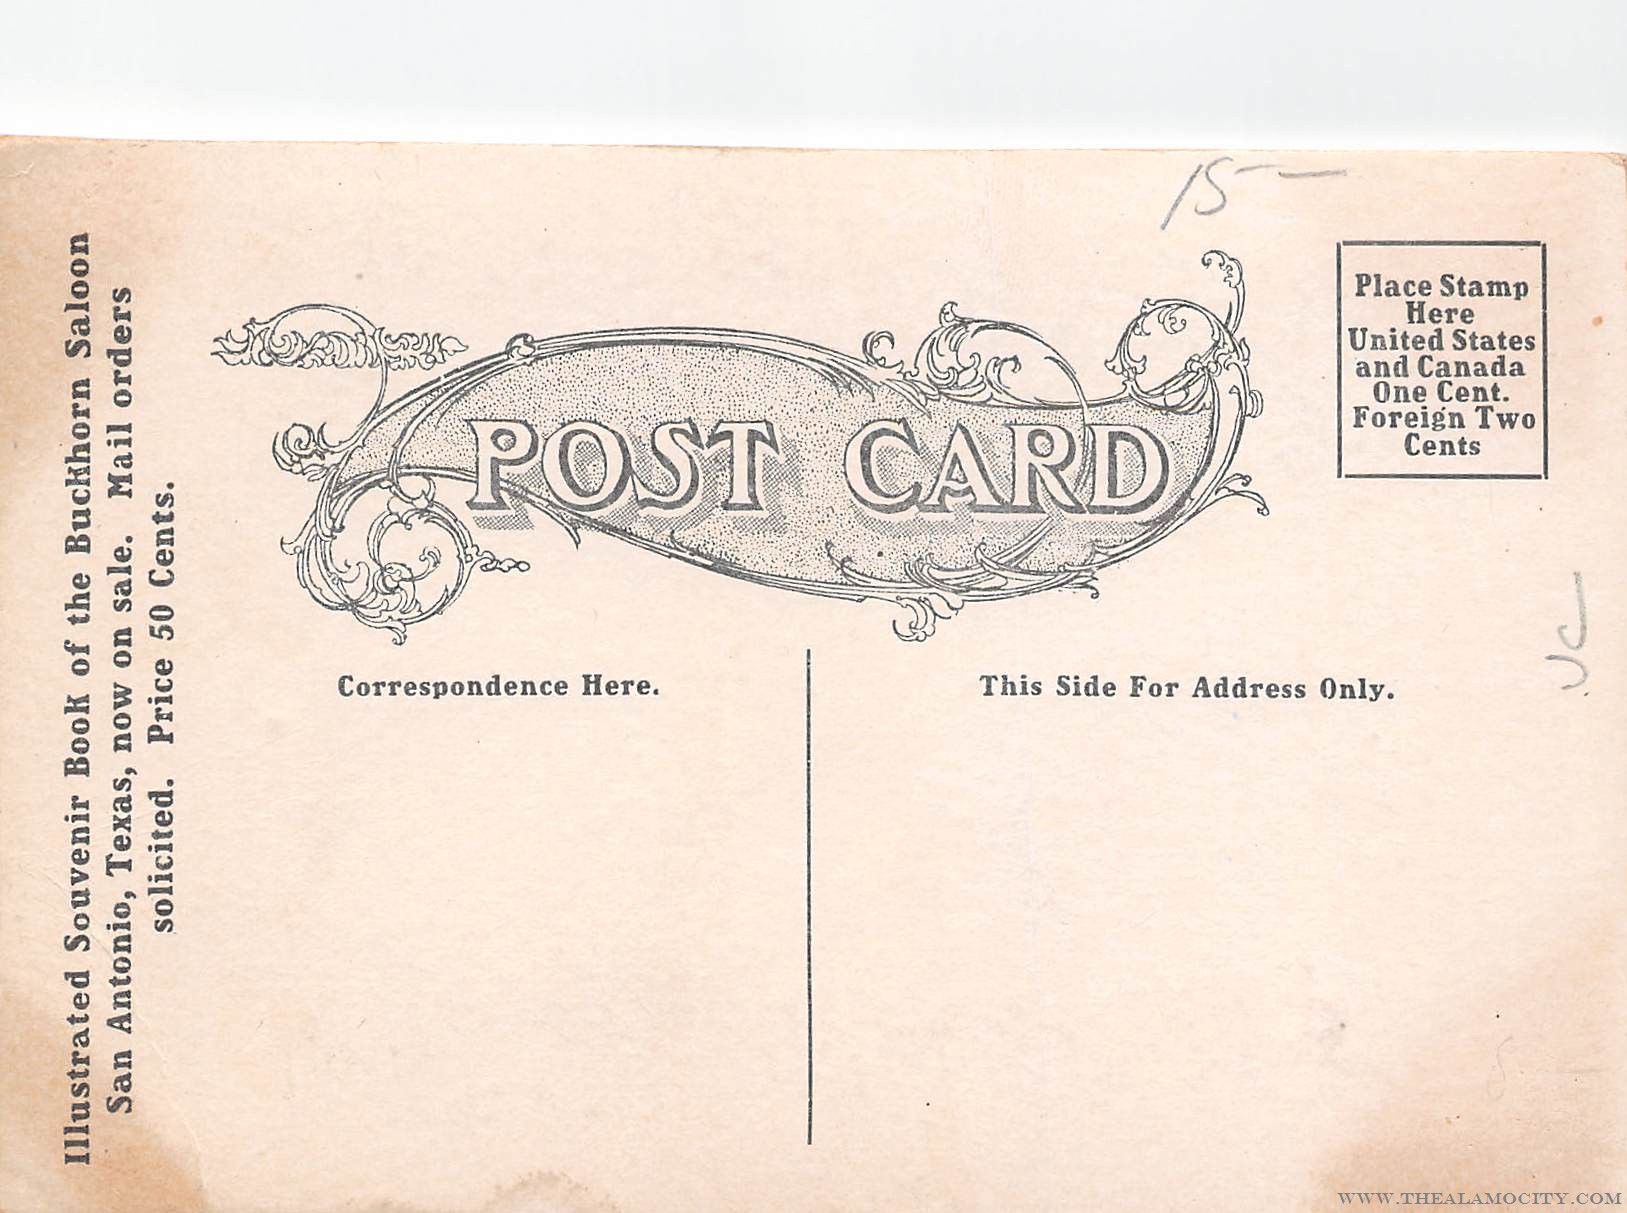 Illustrated Souvenir Book of the Buckhorn Saloon
San Antonio, Texas, now on sale. Mail orders
solicited. Price 50 Cents.
15
POST CARD
Place Stamp
Here
United States
and Canada
One Cent.
Foreign Two
Cents
Correspondence Here.
This Side For Address Only.
WWW.THEALAMOCITY.COM